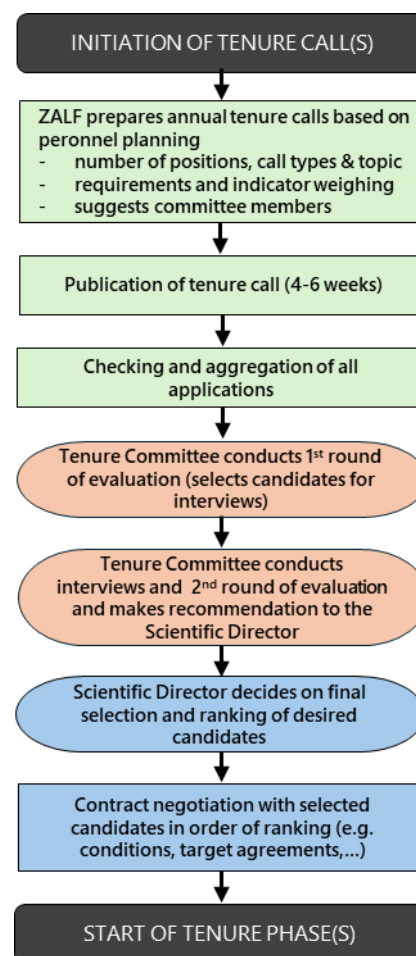 INITIATION OF TENURE CALL(S)
ZALF prepares annual tenure calls based on
peronnel planning
- number of positions, call types & topic
- requirements and indicator weighing
- suggests committee members
Publication of tenure call (4-6 weeks)
Checking and aggregation of all
applications
Tenure Committee conducts 1st round
of evaluation (selects candidates for
interviews)
Tenure Committee conducts
interviews and 2nd round of evaluation
and makes recommendation to the
Scientific Director
Scientific Director decides on final
selection and ranking of desired
candidates
Contract negotiation with selected
candidates in order of ranking (e.g.
conditions, target agreements,...)
START OF TENURE PHASE(S)